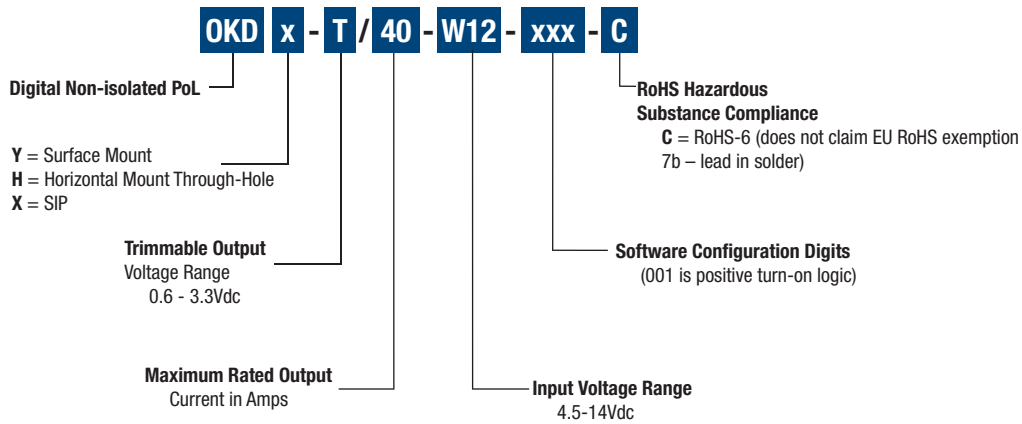 OKD x - T / 40 - W12 - xxx - C
Digital Non-isolated PoL
Y = Surface Mount
H = Horizontal Mount Through-Hole
X = SIP
Trimmable Output
Voltage Range
0.6 - 3.3Vdc
Maximum Rated Output
Current in Amps
Input Voltage Range
4.5-14Vdc
Software Configuration Digits
(001 is positive turn-on logic)
RoHS Hazardous
Substance Compliance
C = RoHS-6 (does not claim EU RoHS exemption
7b – lead in solder)